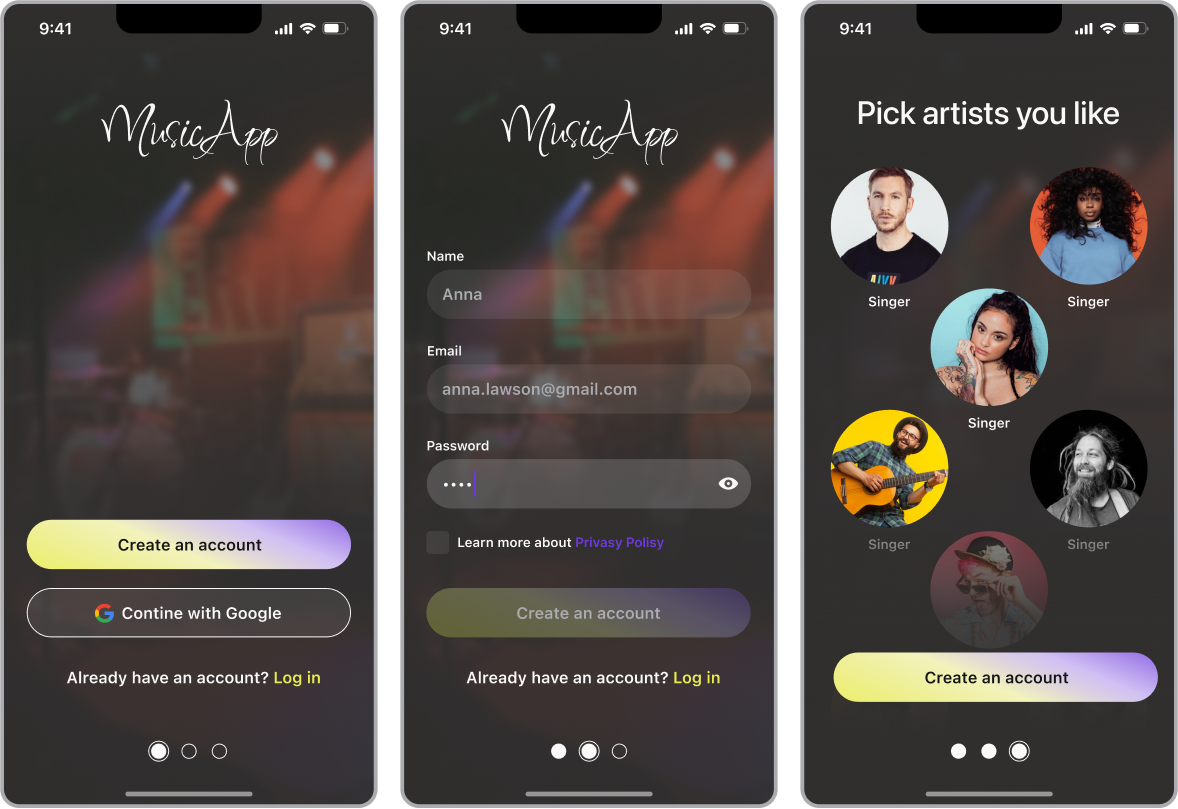 9:41
MusicApp
Create an account
Contine with Google
Already have an account? Log in
9:41
MusicApp
Name
Anna
Email
anna.lawson@gmail.com
Password
Learn more about Privasy Polisy
Create an account
Already have an account? Log in
9:41
Pick artists you like
Singer
Singer
Singer
Singer
Singer
Create an account